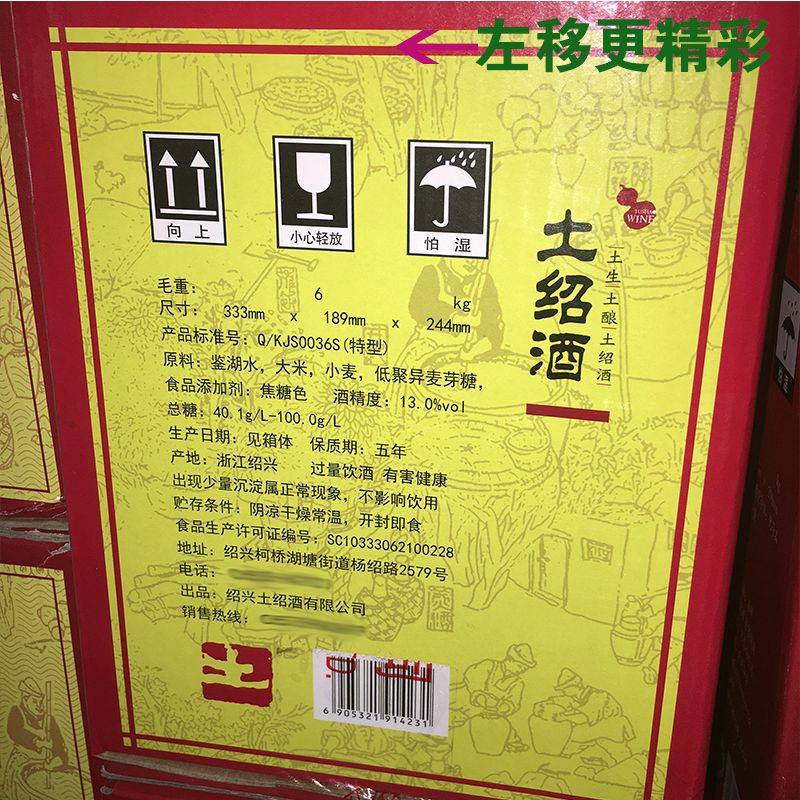 左移更精彩
向上
小心轻放
怕湿
TUSHAO
WINE
土绍酒
土生土酿土绍酒
毛重: 6 kg
尺寸: 333mm x 189mm x 244mm
产品标准号: Q/KJS0036S(特型)
原料: 鉴湖水, 大米, 小麦, 低聚异麦芽糖,
食品添加剂: 焦糖色 酒精度: 13.0%vol
总糖: 40.1g/L-100.0g/L
生产日期: 见箱体 保质期: 五年
产地: 浙江绍兴 过量饮酒 有害健康
出现少量沉淀属正常现象, 不影响饮用
贮存条件: 阴凉干燥常温, 开封即食
食品生产许可证编号: SC10333062100228
地址: 绍兴柯桥湖塘街道杨绍路2579号
电话:
出品: 绍兴土绍酒有限公司
销售热线:
土
6 905321 914231
怕湿